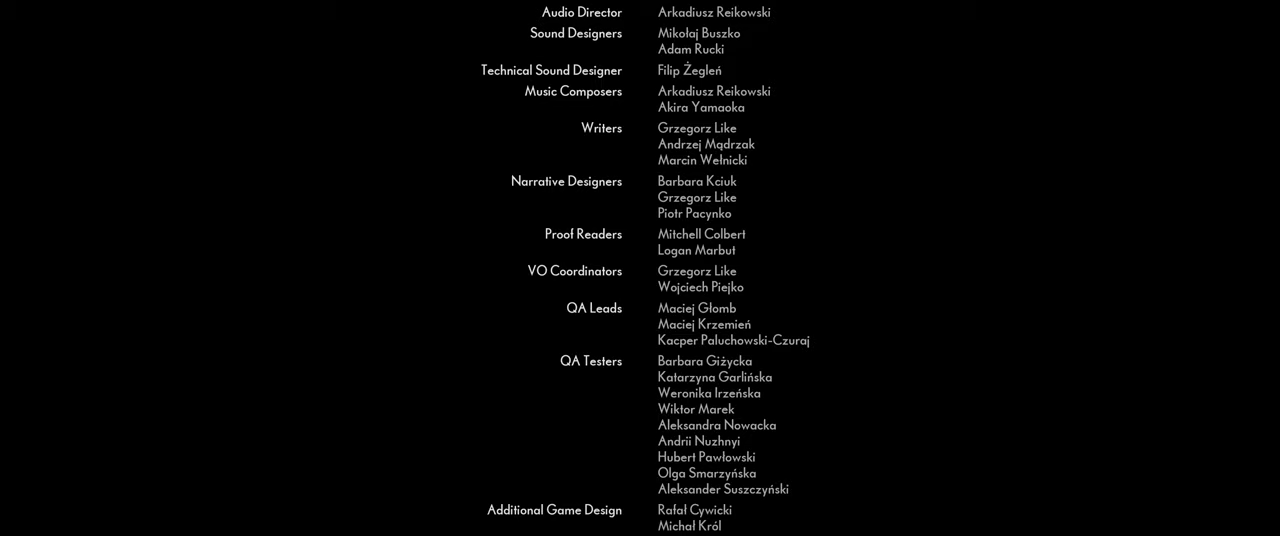 Audio Director Arkadiusz Reikowski
Sound Designers Mikołaj Buszko
Adam Rucki
Technical Sound Designer Filip Żegleń
Music Composers Arkadiusz Reikowski
Akira Yamaoka
Writers Grzegorz Like
Andrzej Mądrzak
Marcin Wełnicki
Narrative Designers Barbara Kciuk
Grzegorz Like
Piotr Pacynko
Proof Readers Mitchell Colbert
Logan Marbut
VO Coordinators Grzegorz Like
Wojciech Piejko
QA Leads Maciej Głomb
Maciej Krzemień
Kacper Paluchowski-Czuraj
QA Testers Barbara Giżycka
Katarzyna Garlińska
Weronika Irzeńska
Wiktor Marek
Aleksandra Nowacka
Andrii Nuzhnyi
Hubert Pawłowski
Olga Smarzyńska
Aleksander Suszczyński
Additional Game Design Rafał Cywicki
Michał Król